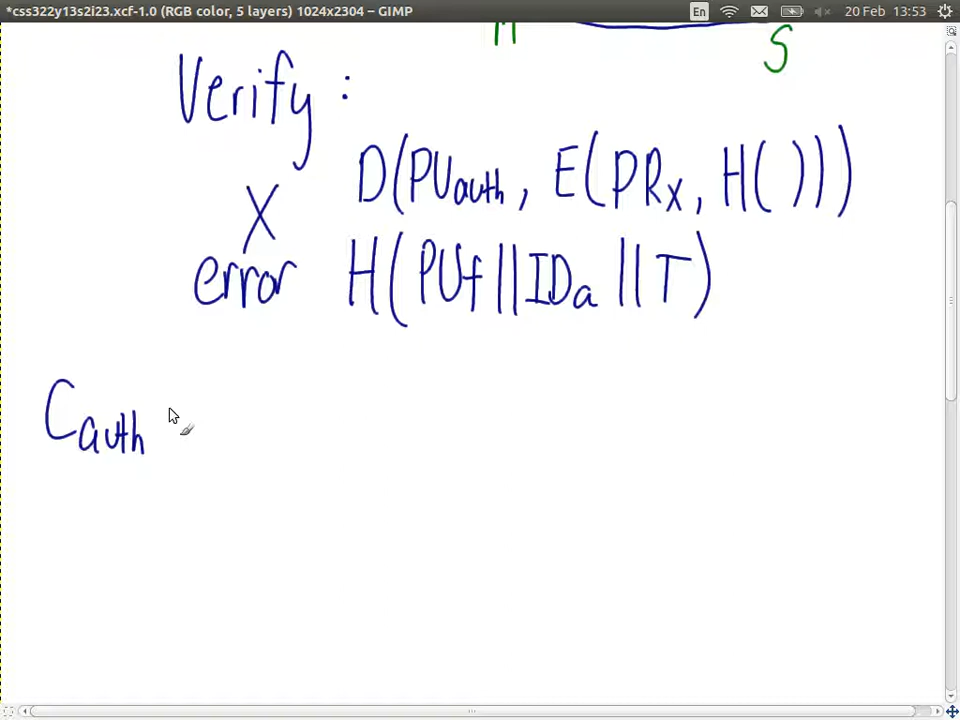 *css322y13s2i23.xcf-1.0 (RGB color, 5 layers) 1024x2304 – GIMP
En
20 Feb 13:53
S
Verify :
D(PUauth, E(PRx, H( )))
X
error H(PUf||IDa||T)
Cauth